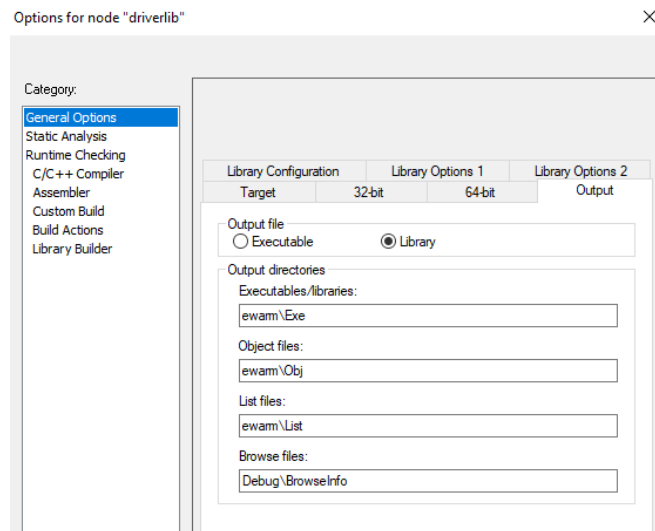 Options for node "driverlib"
Category:
General Options
Static Analysis
Runtime Checking
C/C++ Compiler
Assembler
Custom Build
Build Actions
Library Builder
Library Configuration Library Options 1 Library Options 2
Target 32-bit 64-bit Output
Output file
Executable Library
Output directories
Executables/libraries:
ewarm\Exe
Object files:
ewarm\Obj
List files:
ewarm\List
Browse files:
Debug\BrowseInfo